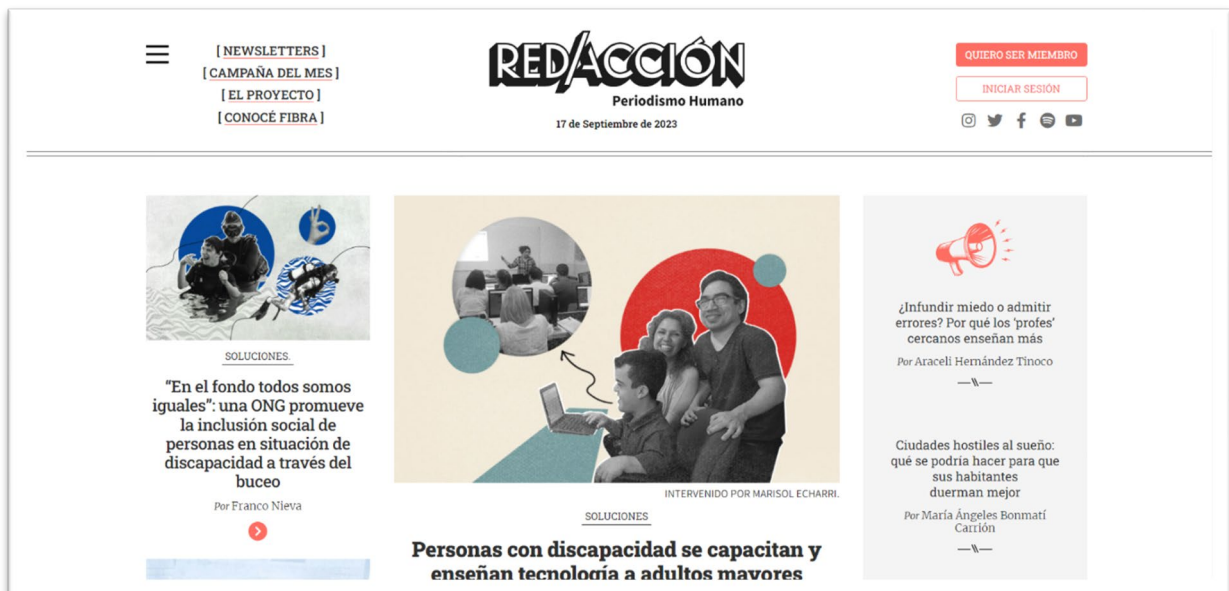 [ NEWSLETTERS ]
[ CAMPAÑA DEL MES ]
[ EL PROYECTO ]
[ CONOCÉ FIBRA ]
RED/ACCIÓN
Periodismo Humano
17 de Septiembre de 2023
QUIERO SER MIEMBRO
INICIAR SESIÓN
SOLUCIONES.
"En el fondo todos somos
iguales": una ONG promueve
la inclusión social de
personas en situación de
discapacidad a través del
buceo
Por Franco Nieva
INTERVENIDO POR MARISOL ECHARRI.
SOLUCIONES
Personas con discapacidad se capacitan y
enseñan tecnología a adultos mayores
¿Infundir miedo o admitir
errores? Por qué los 'profes'
cercanos enseñan más
Por Araceli Hernández Tinoco
Ciudades hostiles al sueño:
qué se podría hacer para que
sus habitantes
duerman mejor
Por María Ángeles Bonmatí
Carrión